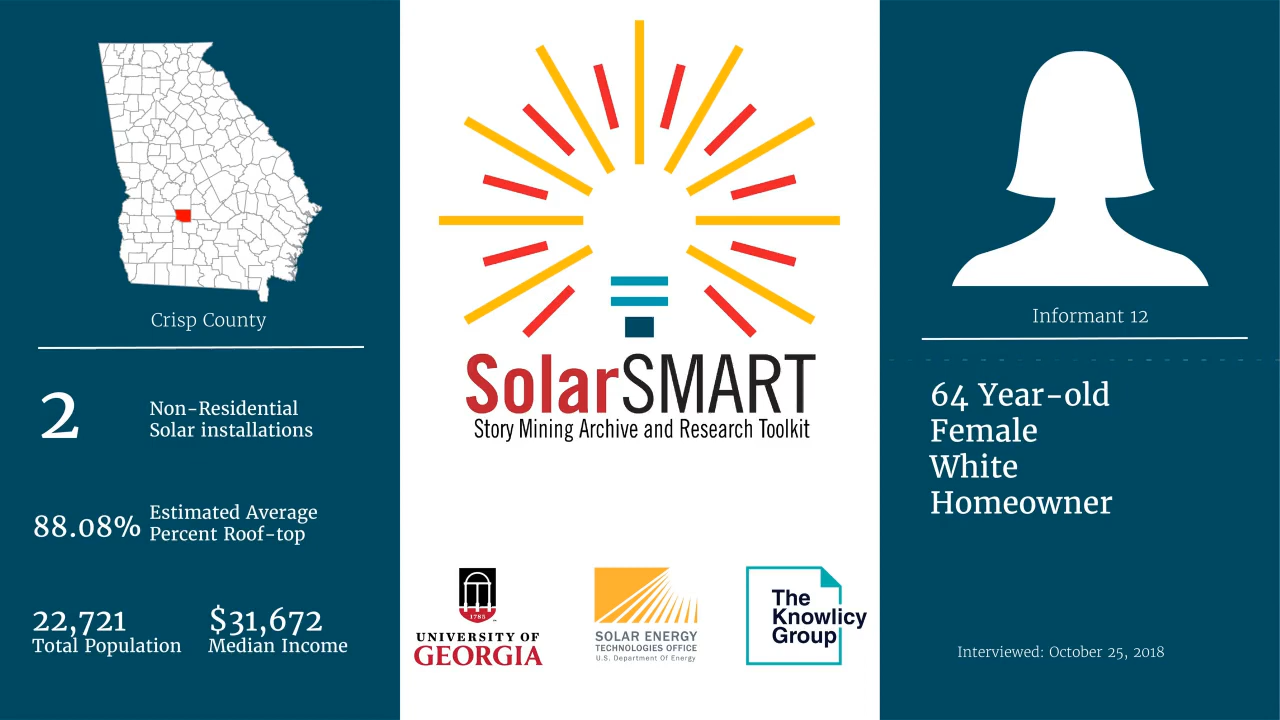 Crisp County
2
Non-Residential
Solar installations
88.08%
Estimated Average
Percent Roof-top
22,721
Total Population
$31,672
Median Income
SolarSMART
Story Mining Archive and Research Toolkit
1785
UNIVERSITY OF
GEORGIA
SOLAR ENERGY
TECHNOLOGIES OFFICE
U.S. Department Of Energy
The
Knowlicy
Group
Informant 12
64 Year-old
Female
White
Homeowner
Interviewed: October 25, 2018